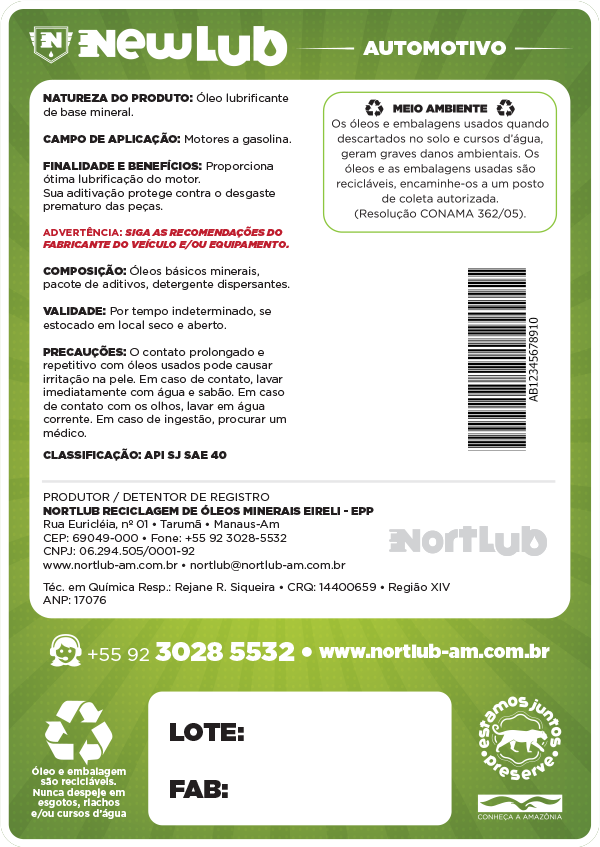 N NewLub
AUTOMOTIVO
NATUREZA DO PRODUTO: Óleo lubrificante
de base mineral.
CAMPO DE APLICAÇÃO: Motores a gasolina.
FINALIDADE E BENEFÍCIOS: Proporciona
ótima lubrificação do motor.
Sua aditivação protege contra o desgaste
prematuro das peças.
ADVERTÊNCIA: SIGA AS RECOMENDAÇÕES DO
FABRICANTE DO VEÍCULO E/OU EQUIPAMENTO.
COMPOSIÇÃO: Óleos básicos minerais,
pacote de aditivos, detergente dispersantes.
VALIDADE: Por tempo indeterminado, se
estocado em local seco e aberto.
PRECAUÇÕES: O contato prolongado e
repetitivo com óleos usados pode causar
irritação na pele. Em caso de contato, lavar
imediatamente com água e sabão. Em caso
de contato com os olhos, lavar em água
corrente. Em caso de ingestão, procurar um
médico.
CLASSIFICAÇÃO: API SJ SAE 40
MEIO AMBIENTE
Os óleos e embalagens usados quando
descartados no solo e cursos d'água,
geram graves danos ambientais. Os
óleos e as embalagens usadas são
recicláveis, encaminhe-os a um posto
de coleta autorizada.
(Resolução CONAMA 362/05).
AB12345678910
PRODUTOR / DETENTOR DE REGISTRO
NORTLUB RECICLAGEM DE ÓLEOS MINERAIS EIRELI - EPP
Rua Euricléia, nº 01 • Tarumã • Manaus-Am
CEP: 69049-000 • Fone: +55 92 3028-5532
CNPJ: 06.294.505/0001-92
www.nortlub-am.com.br • nortlub@nortlub-am.com.br
NortLub
Téc. em Química Resp.: Rejane R. Siqueira • CRQ: 14400659 • Região XIV
ANP: 17076
+55 92 3028 5532 • www.nortlub-am.com.br
Óleo e embalagem
são recicláveis.
Nunca despeje em
esgotos, riachos
e/ou cursos d'água
LOTE:
FAB:
estamos juntos
preserve
CONHEÇA A AMAZÔNIA